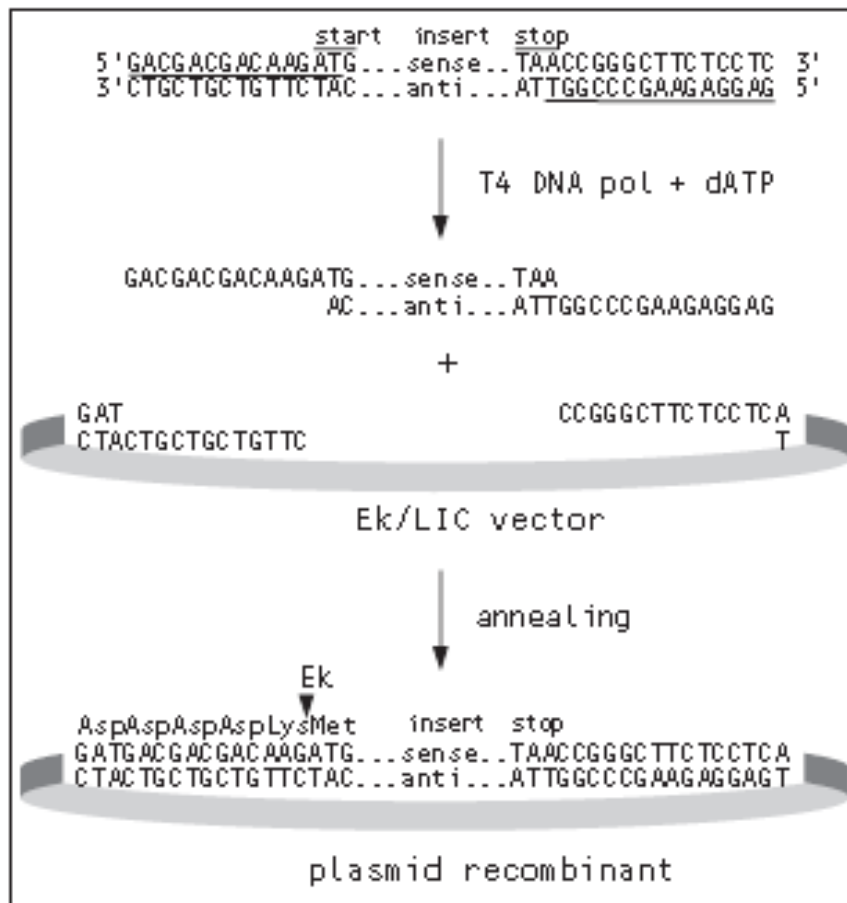 start insert stop
5'GACGACGACAAGATG...sense..TAACCGGGCTTCTCCTC 3'
3'CTGCTGCTGTTCTAC...anti...ATTGGCCCGAAGAGGAG 5'
T4 DNA pol + dATP
GACGACGACAAGATG...sense..TAA
AC...anti...ATTGGCCCGAAGAGGAG
+
GAT CCGGGCTTCTCCTCA
CTACTGCTGCTGTTC T
Ek/LIC vector
annealing
Ek
AspAspAspAspLysMet insert stop
GATGACGACGACAAGATG...sense..TAACCGGGCTTCTCCTCA
CTACTGCTGCTGTTCTAC...anti...ATTGGCCCGAAGAGGAGT
plasmid recombinant